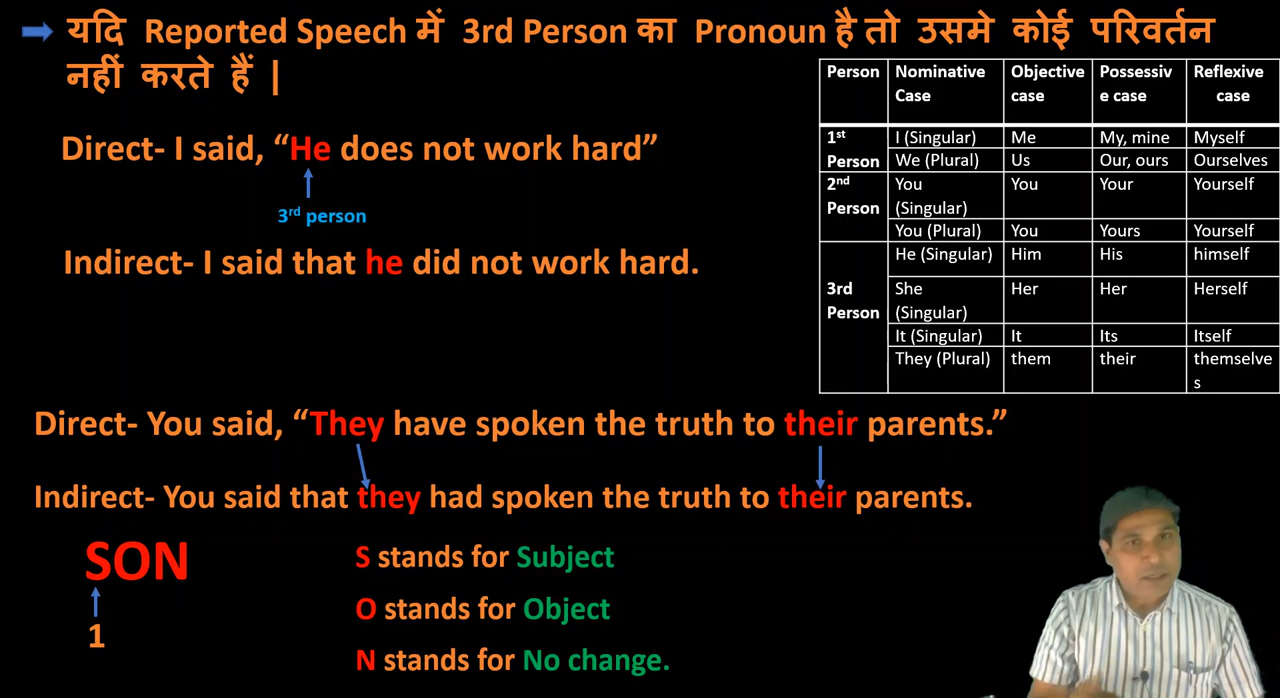 यदि Reported Speech में 3rd Person का Pronoun है तो उसमे कोई परिवर्तन
नहीं करते हैं |
Direct- I said, “He does not work hard”
3rd person
Indirect- I said that he did not work hard.
Person Nominative Case Objective case Possessiv e case Reflexive case
1st Person I (Singular) Me My, mine Myself
We (Plural) Us Our, ours Ourselves
2nd Person You (Singular) You Your Yourself
You (Plural) You Yours Yourself
3rd Person He (Singular) Him His himself
She (Singular) Her Her Herself
It (Singular) It Its Itself
They (Plural) them their themselve s
Direct- You said, “They have spoken the truth to their parents.”
Indirect- You said that they had spoken the truth to their parents.
SON
1
S stands for Subject
O stands for Object
N stands for No change.